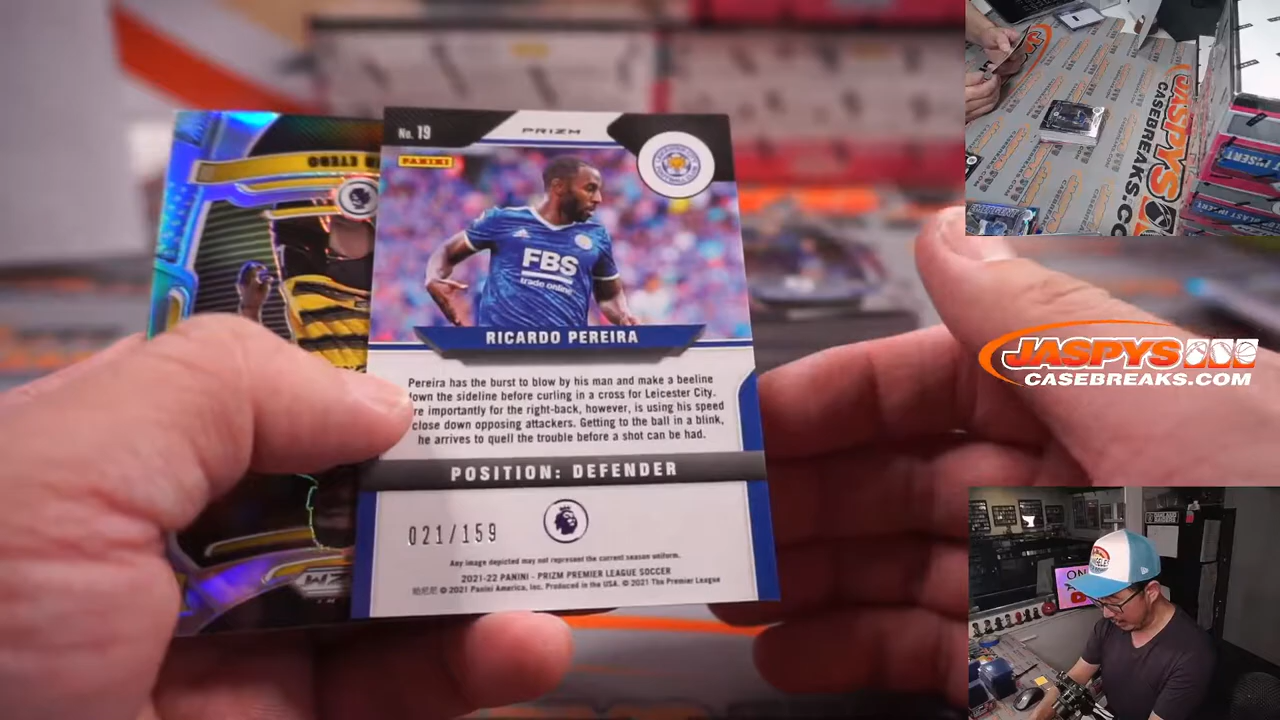 No. 19
PRIZM
PANINI
FBS
trade online
RICARDO PEREIRA
Pereira has the burst to blow by his man and make a beeline
down the sideline before curling in a cross for Leicester City.
importantly for the right-back, however, is using his speed
close down opposing attackers. Getting to the ball in a blink,
he arrives to quell the trouble before a shot can be had.
POSITION: DEFENDER
021/159
Any image depicted may not represent the current season uniform.
2021-22 PANINI - PRIZM PREMIER LEAGUE SOCCER
© 2021 Panini America, Inc. Produced in the USA. © 2021 The Premier League
ETEBO
JASPYS
CASEBREAKS.COM
JASPYS
CASEBREAKS.C